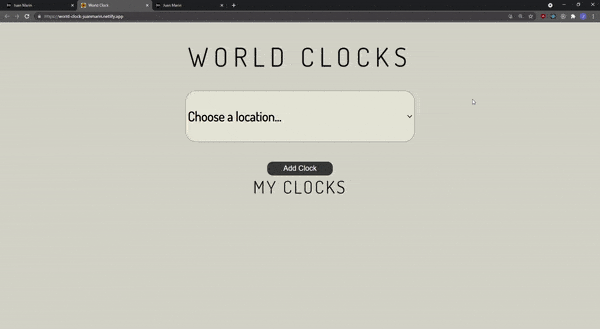 Juan Marin
World Clock
Juan Marin
https://world-clock-juanmarin.netlify.app
WORLD CLOCKS
Choose a location...
Add Clock
MY CLOCKS